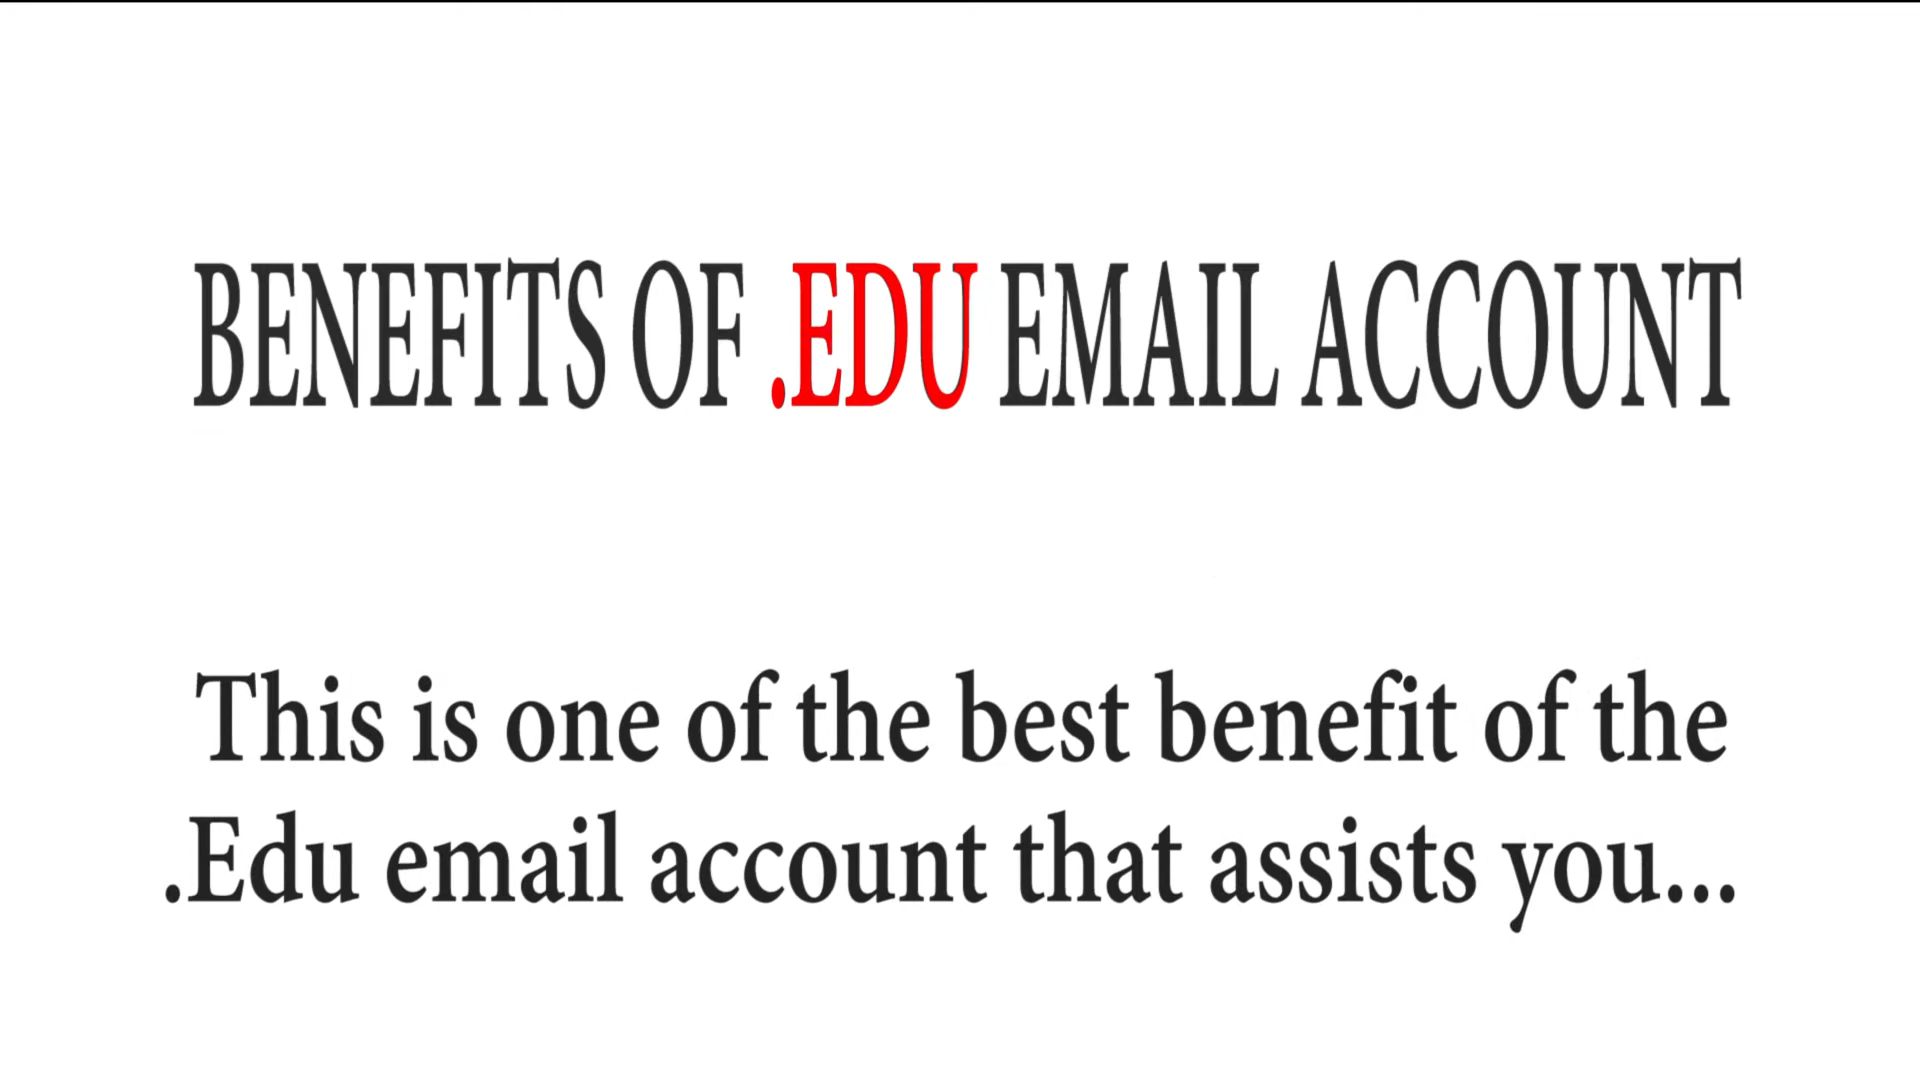 BENEFITS OF .EDU EMAIL ACCOUNT
This is one of the best benefit of the
.Edu email account that assists you...